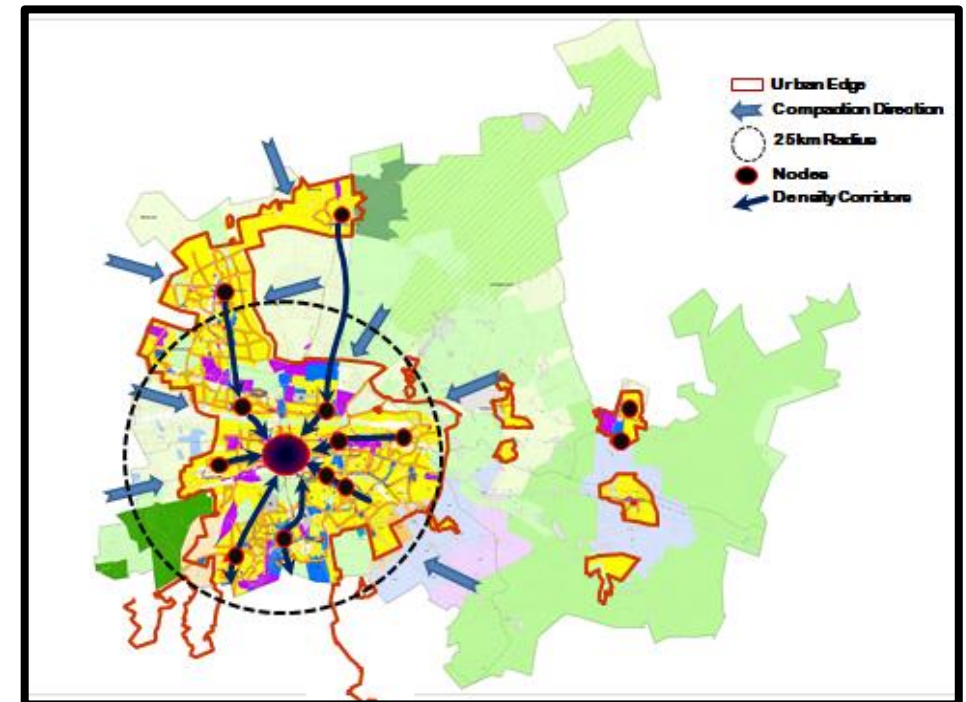 Urban Edge
Compaction Direction
25km Radius
Nodes
Density Corridors